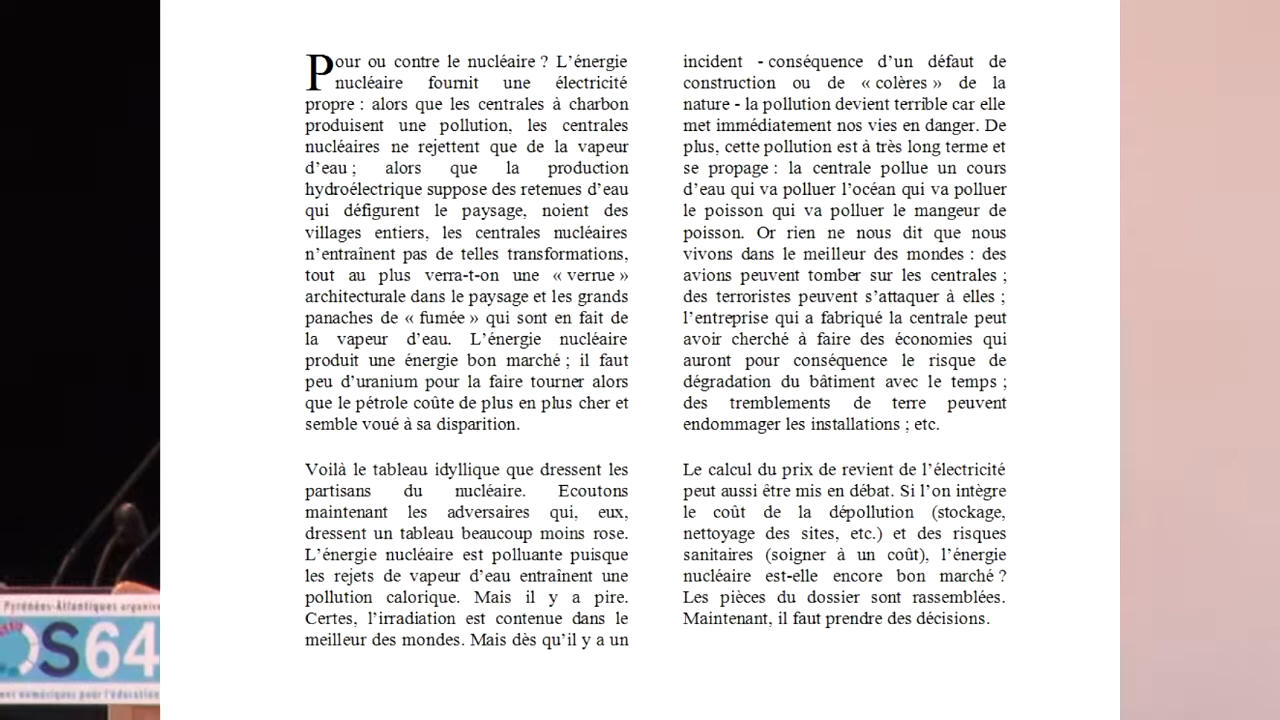 Pour ou contre le nucléaire ? L’énergie
nucléaire fournit une électricité
propre : alors que les centrales à charbon
produisent une pollution, les centrales
nucléaires ne rejettent que de la vapeur
d’eau ; alors que la production
hydroélectrique suppose des retenues d’eau
qui défigurent le paysage, noient des
villages entiers, les centrales nucléaires
n’entraînent pas de telles transformations,
tout au plus verra-t-on une « verrue »
architecturale dans le paysage et les grands
panaches de « fumée » qui sont en fait de
la vapeur d’eau. L’énergie nucléaire
produit une énergie bon marché ; il faut
peu d’uranium pour la faire tourner alors
que le pétrole coûte de plus en plus cher et
semble voué à sa disparition.
Voilà le tableau idyllique que dressent les
partisans du nucléaire. Ecoutons
maintenant les adversaires qui, eux,
dressent un tableau beaucoup moins rose.
L’énergie nucléaire est polluante puisque
les rejets de vapeur d’eau entraînent une
pollution calorique. Mais il y a pire.
Certes, l’irradiation est contenue dans le
meilleur des mondes. Mais dès qu’il y a un
incident - conséquence d’un défaut de
construction ou de « colères » de la
nature - la pollution devient terrible car elle
met immédiatement nos vies en danger. De
plus, cette pollution est à très long terme et
se propage : la centrale pollue un cours
d’eau qui va polluer l’océan qui va polluer
le poisson qui va polluer le mangeur de
poisson. Or rien ne nous dit que nous
vivons dans le meilleur des mondes : des
avions peuvent tomber sur les centrales ;
des terroristes peuvent s’attaquer à elles ;
l’entreprise qui a fabriqué la centrale peut
avoir cherché à faire des économies qui
auront pour conséquence le risque de
dégradation du bâtiment avec le temps ;
des tremblements de terre peuvent
endommager les installations ; etc.
Le calcul du prix de revient de l’électricité
peut aussi être mis en débat. Si l’on intègre
le coût de la dépollution (stockage,
nettoyage des sites, etc.) et des risques
sanitaires (soigner à un coût), l’énergie
nucléaire est-elle encore bon marché ?
Les pièces du dossier sont rassemblées.
Maintenant, il faut prendre des décisions.
Pyrénées-Atlantiques organise
OS64
numériques pour l'éducation